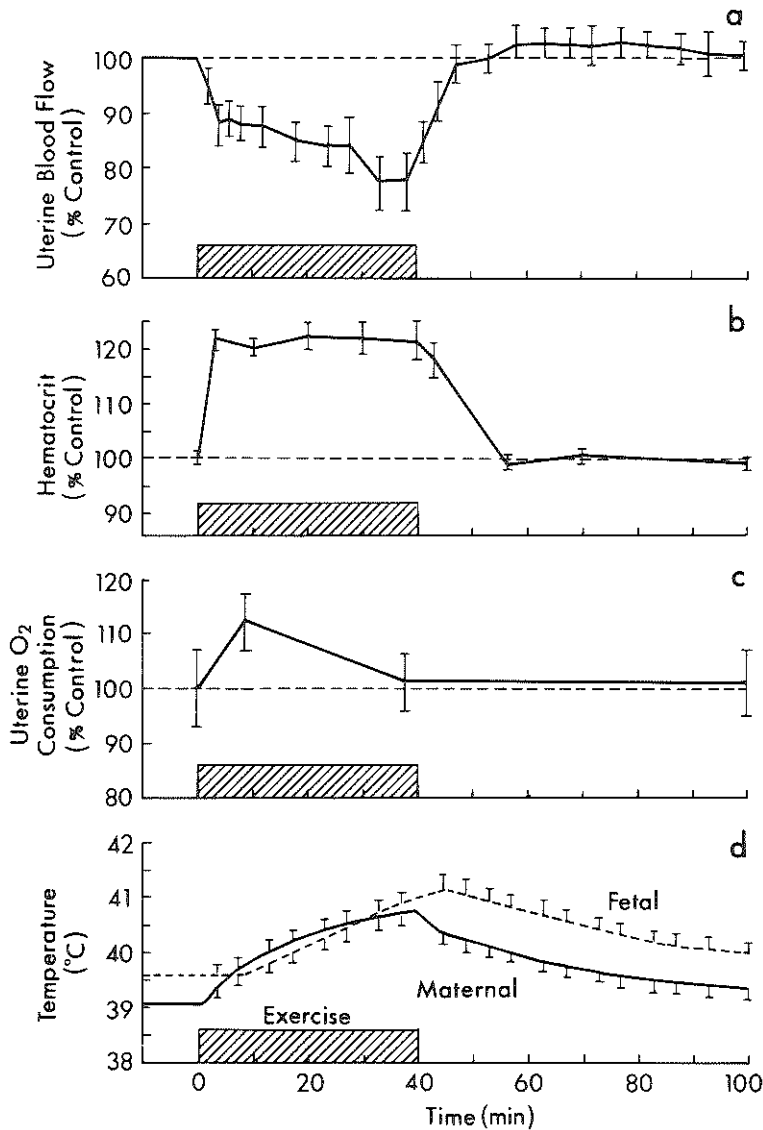 a
Uterine Blood Flow
(% Control)
100
90
80
70
60
b
Hematocrit
(% Control)
120
110
100
90
c
Uterine O₂
Consumption
(% Control)
120
110
100
90
80
d
Temperature
(°C)
42
41
40
39
38
Fetal
Maternal
Exercise
0 20 40 60 80 100
Time (min)